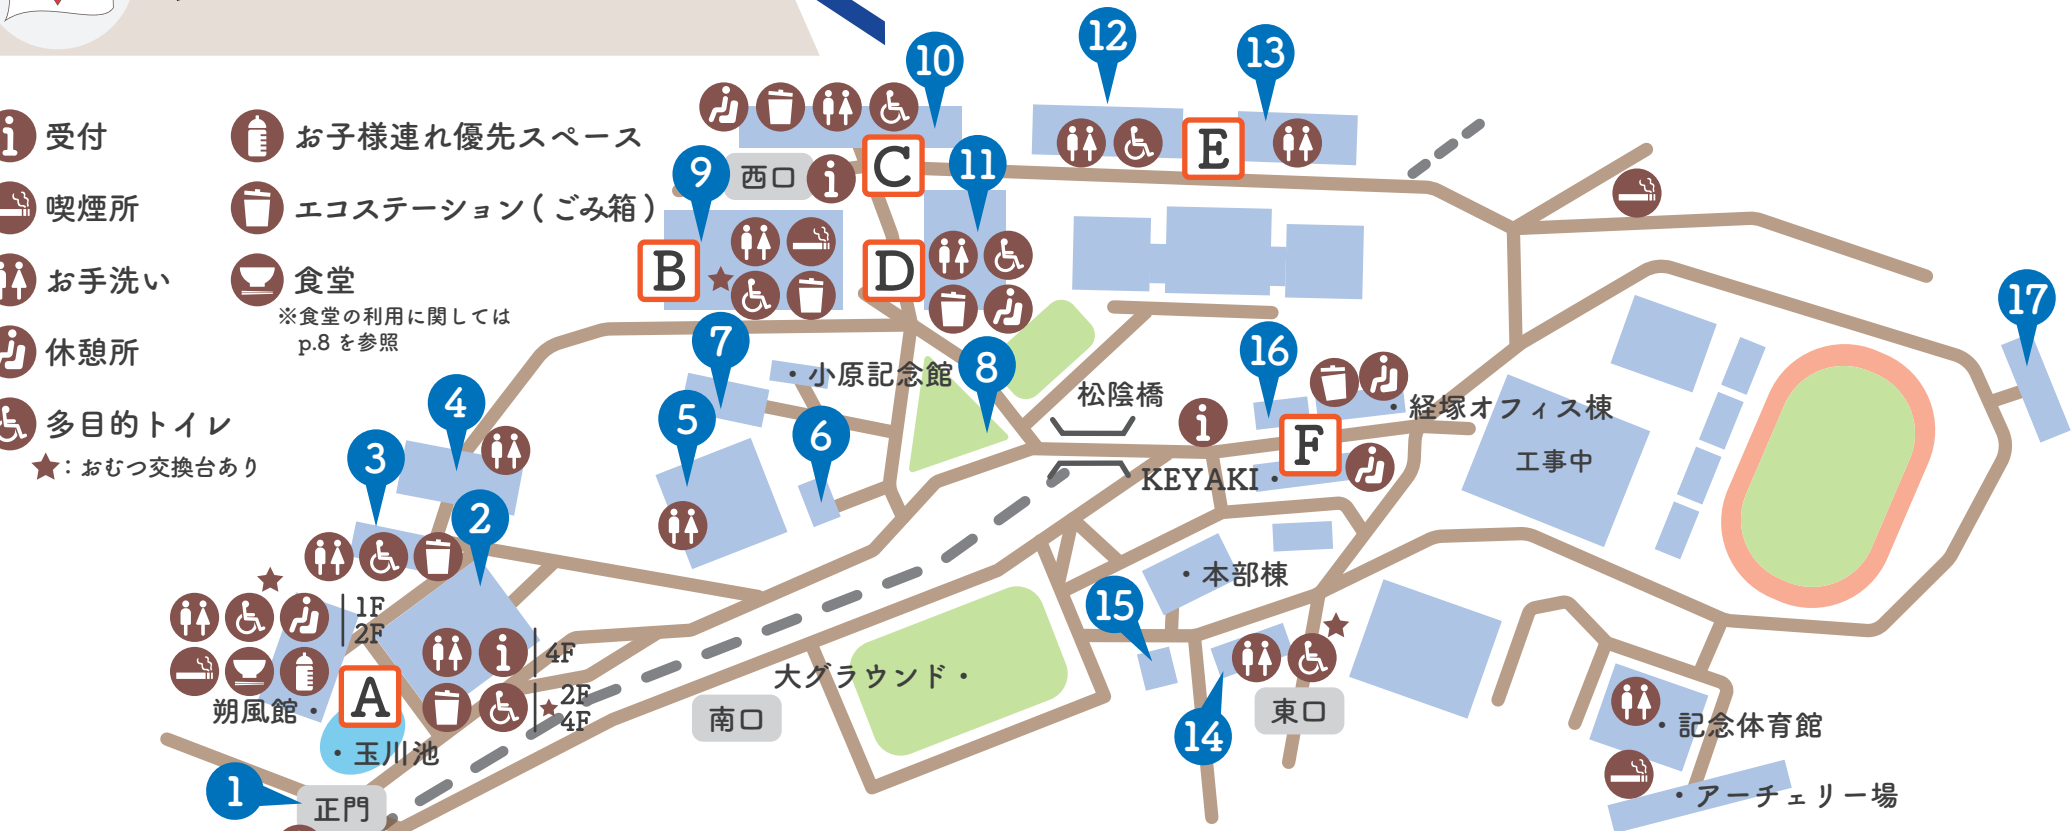 受付
喫煙所
お手洗い
休憩所
多目的トイレ
★：おむつ交換台あり
お子様連れ優先スペース
エコステーション（ごみ箱）
食堂
※食堂の利用に関しては
p.8 を参照
10
12
13
C
E
9
西口
i
11
B
D
17
7
・小原記念館
8
松陰橋
16
i
・経塚オフィス棟
工事中
5
6
F
KEYAKI・
4
3
2
1F
2F
i
4F
2F
4F
朔風館・
A
・玉川池
1
正門
大グラウンド・
南口
15
・本部棟
14
東口
・記念体育館
・アーチェリー場